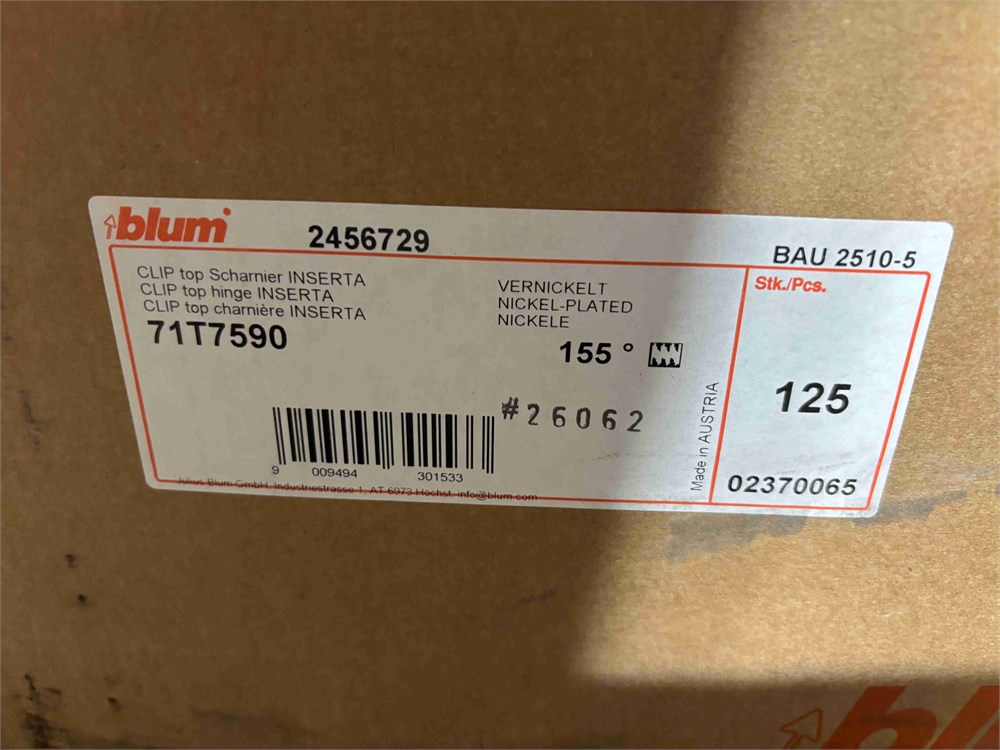 blum
2456729
BAU 2510-5
CLIP top Scharnier INSERTA
CLIP top hinge INSERTA
CLIP top charnière INSERTA
71T7590
VERNICKELT
NICKEL-PLATED
NICKELE
155°
Stk./Pcs.
125
#26062
Made in AUSTRIA
9 009494 301533
Julius Blum GmbH, Industriestrasse 1, AT 6973 Höchst, info@blum.com
02370065
blum